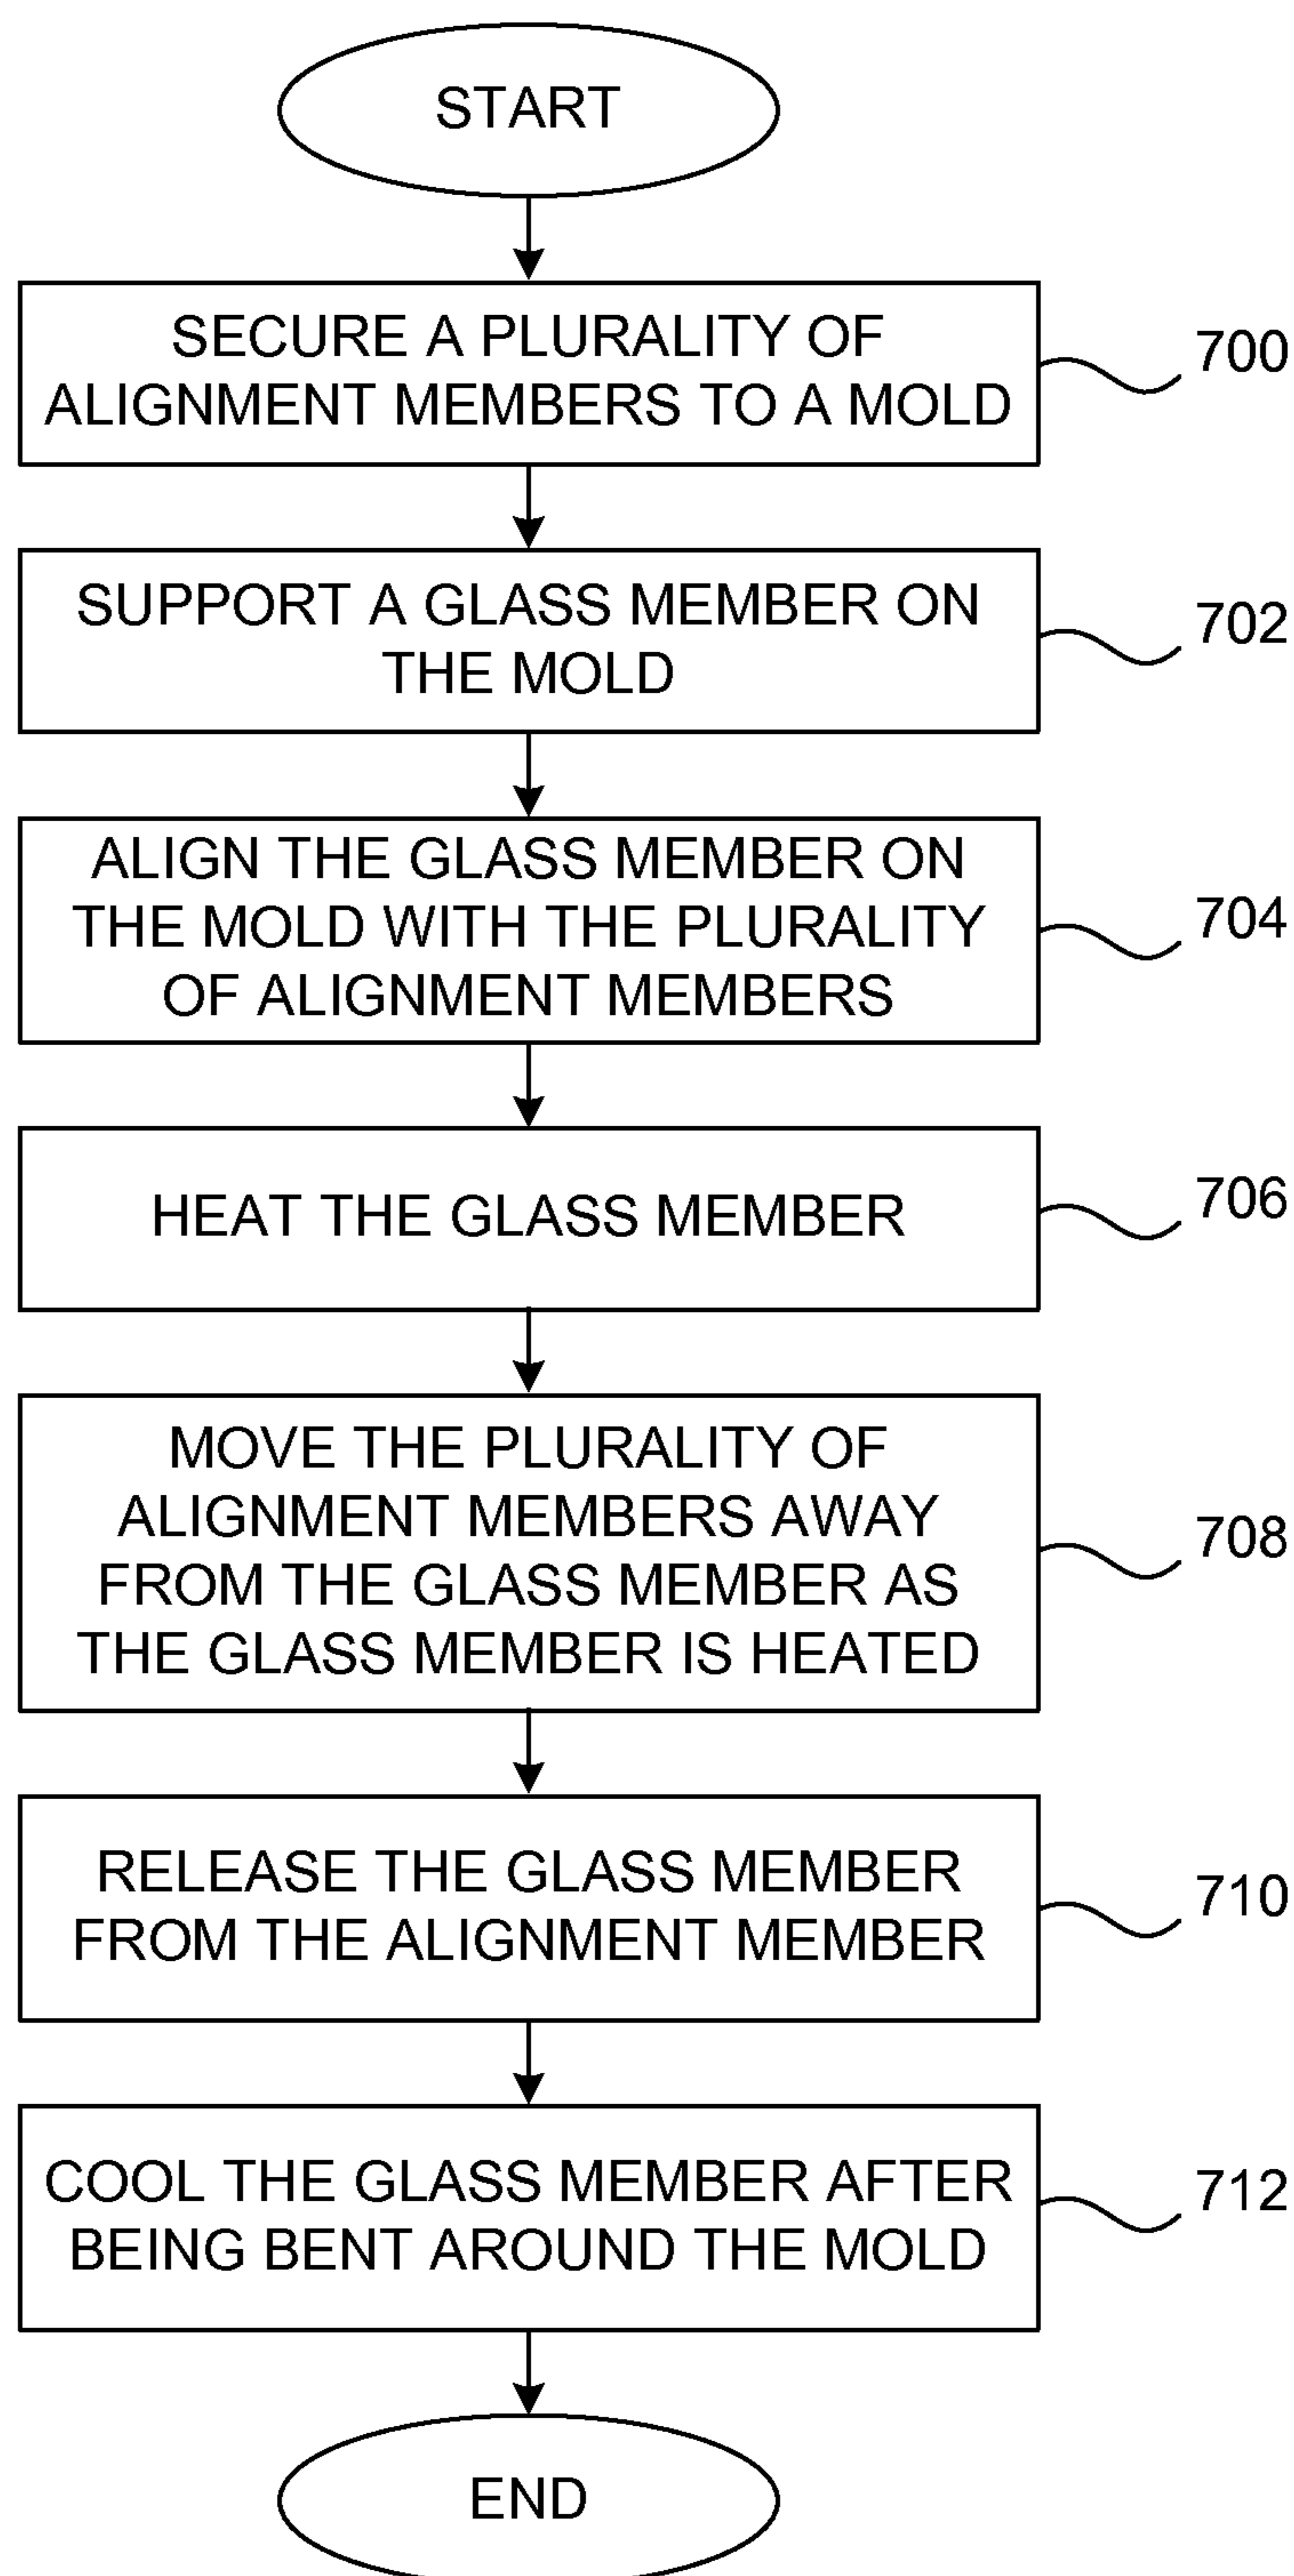 START
SECURE A PLURALITY OF
ALIGNMENT MEMBERS TO A MOLD
700
SUPPORT A GLASS MEMBER ON
THE MOLD
702
ALIGN THE GLASS MEMBER ON
THE MOLD WITH THE PLURALITY
OF ALIGNMENT MEMBERS
704
HEAT THE GLASS MEMBER
706
MOVE THE PLURALITY OF
ALIGNMENT MEMBERS AWAY
FROM THE GLASS MEMBER AS
THE GLASS MEMBER IS HEATED
708
RELEASE THE GLASS MEMBER
FROM THE ALIGNMENT MEMBER
710
COOL THE GLASS MEMBER AFTER
BEING BENT AROUND THE MOLD
712
END